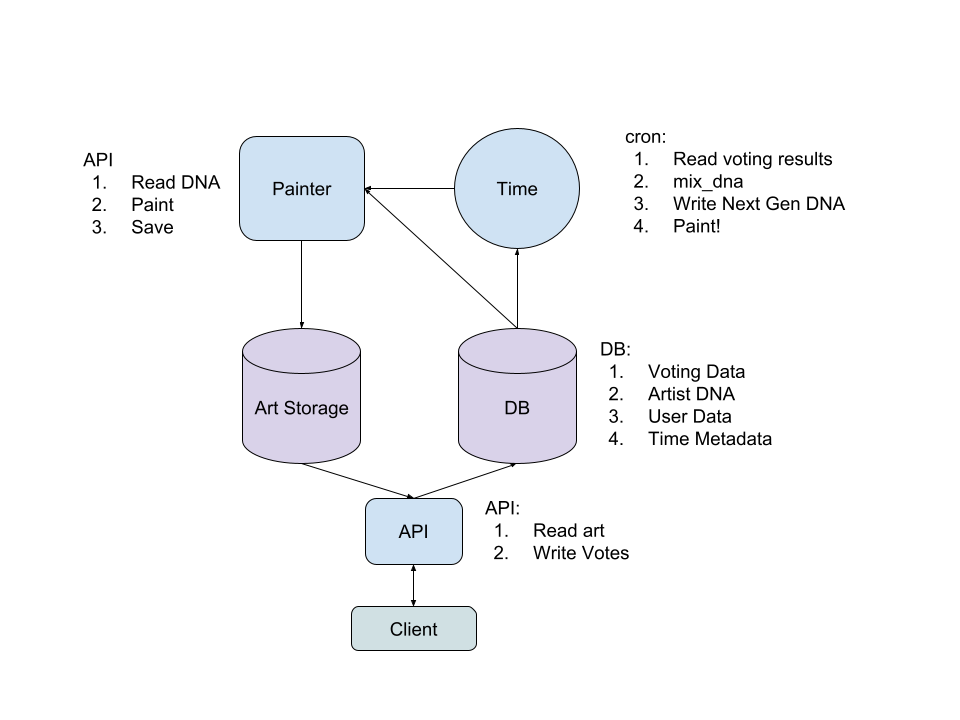 API
1. Read DNA
2. Paint
3. Save
Painter
Time
cron:
1. Read voting results
2. mix_dna
3. Write Next Gen DNA
4. Paint!
Art Storage
DB
DB:
1. Voting Data
2. Artist DNA
3. User Data
4. Time Metadata
API
API:
1. Read art
2. Write Votes
Client